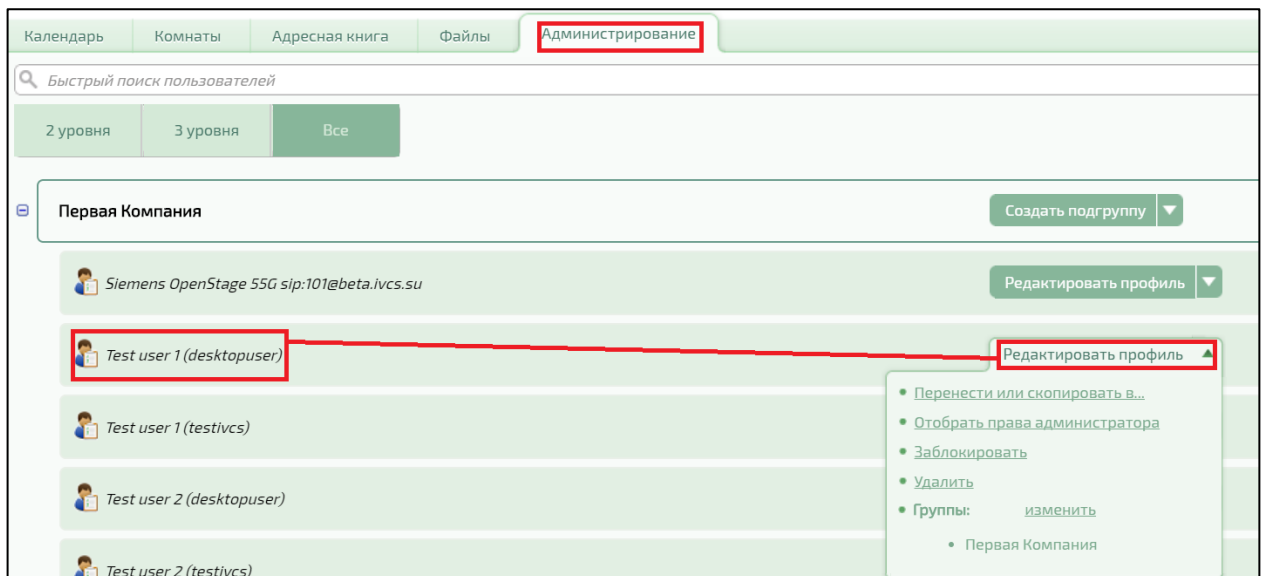 Календарь Комнаты Адресная книга Файлы Администрирование
Быстрый поиск пользователей
2 уровня 3 уровня Все
Первая Компания Создать подгруппу
Siemens OpenStage 55G sip:101@beta.ivcs.su Редактировать профиль
Test user 1 (desktopuser) Редактировать профиль
Перенести или скопировать в...
Отобрать права администратора
Test user 1 (testivcs)
Заблокировать
Удалить
Test user 2 (desktopuser)
Группы: изменить
Первая Компания
Test user 2 (testivcs)